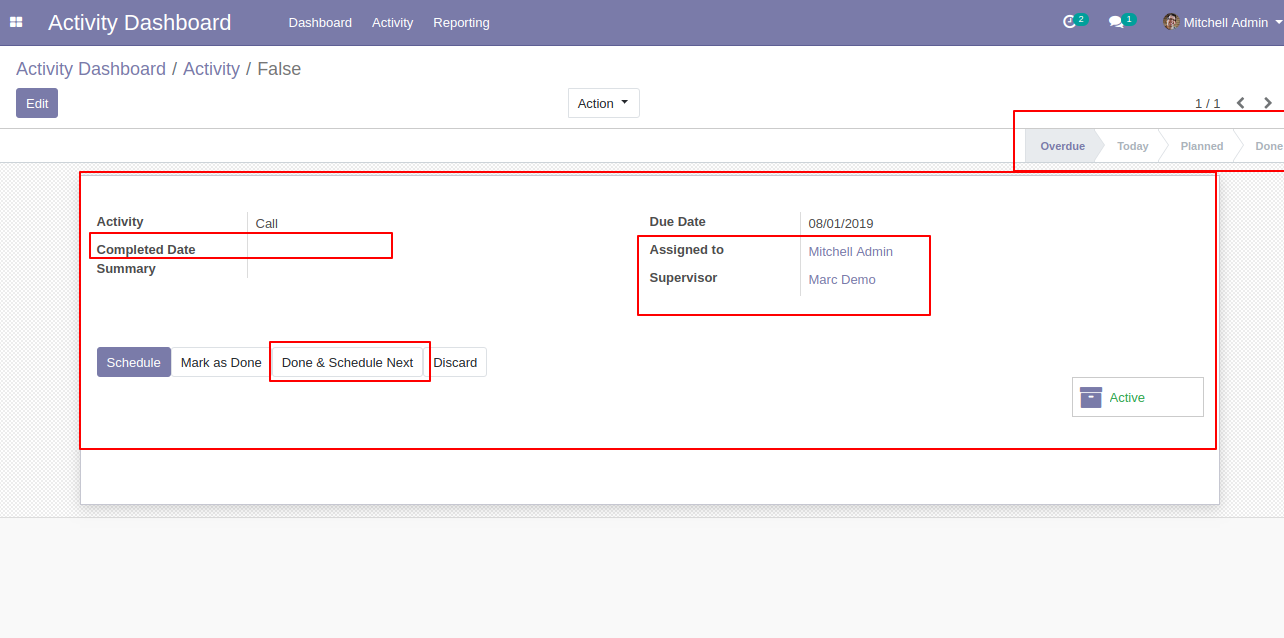 Activity Dashboard Dashboard Activity Reporting 2 1 Mitchell Admin
Activity Dashboard / Activity / False
Edit Action 1 / 1
Overdue Today Planned Done
Activity Call Due Date 08/01/2019
Completed Date Assigned to Mitchell Admin
Summary
Supervisor Marc Demo
Schedule Mark as Done Done & Schedule Next Discard
Active